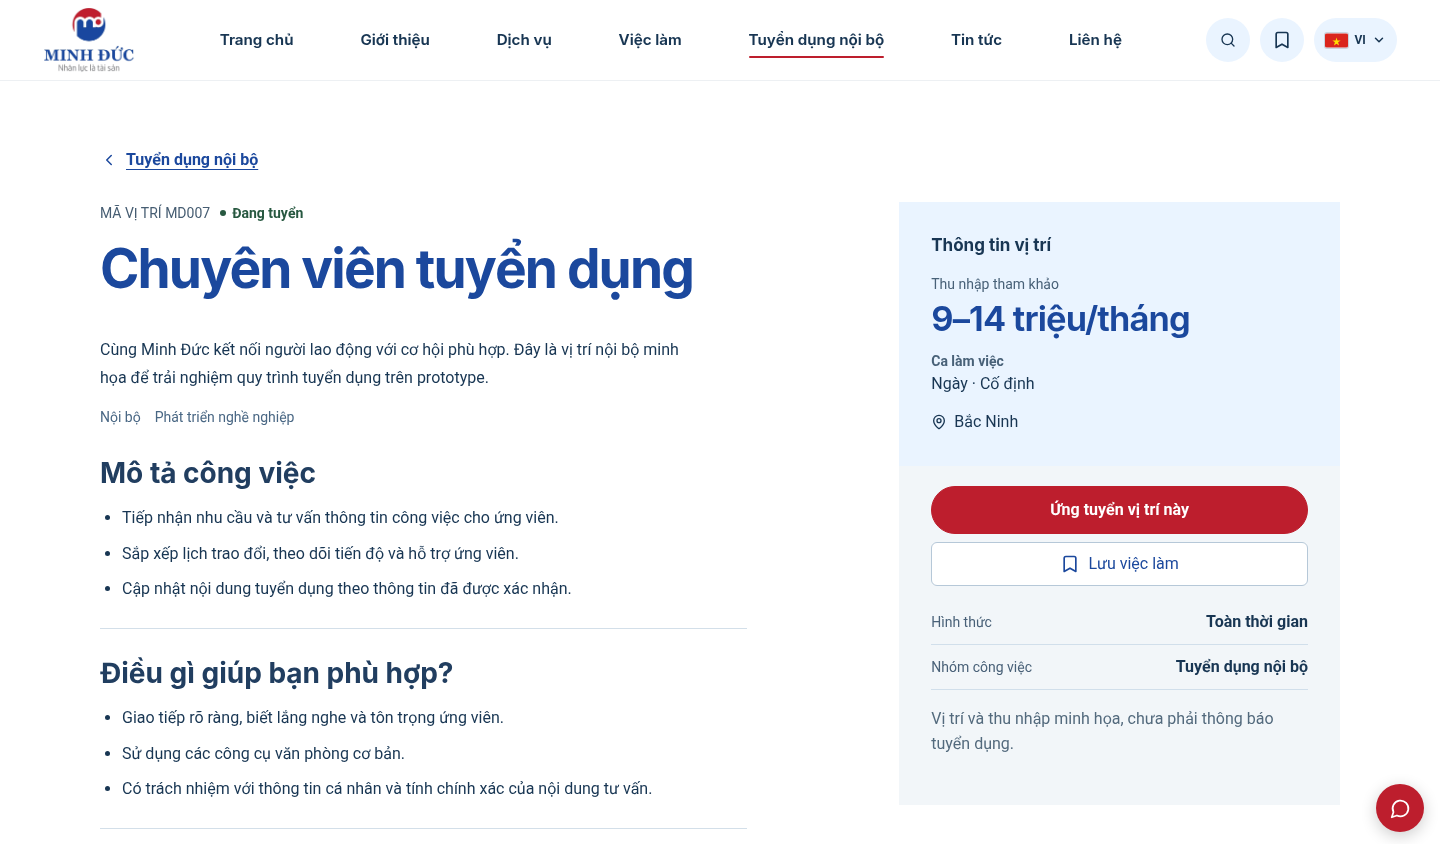 MINH ĐỨC
Nhân lực là tài sản
Trang chủ
Giới thiệu
Dịch vụ
Việc làm
Tuyển dụng nội bộ
Tin tức
Liên hệ
VI
Tuyển dụng nội bộ
MÃ VỊ TRÍ MD007
Đang tuyển
Chuyên viên tuyển dụng
Cùng Minh Đức kết nối người lao động với cơ hội phù hợp. Đây là vị trí nội bộ minh
họa để trải nghiệm quy trình tuyển dụng trên prototype.
Nội bộ
Phát triển nghề nghiệp
Mô tả công việc
Tiếp nhận nhu cầu và tư vấn thông tin công việc cho ứng viên.
Sắp xếp lịch trao đổi, theo dõi tiến độ và hỗ trợ ứng viên.
Cập nhật nội dung tuyển dụng theo thông tin đã được xác nhận.
Điều gì giúp bạn phù hợp?
Giao tiếp rõ ràng, biết lắng nghe và tôn trọng ứng viên.
Sử dụng các công cụ văn phòng cơ bản.
Có trách nhiệm với thông tin cá nhân và tính chính xác của nội dung tư vấn.
Thông tin vị trí
Thu nhập tham khảo
9–14 triệu/tháng
Ca làm việc
Ngày · Cố định
Bắc Ninh
Ứng tuyển vị trí này
Lưu việc làm
Hình thức
Toàn thời gian
Nhóm công việc
Tuyển dụng nội bộ
Vị trí và thu nhập minh họa, chưa phải thông báo
tuyển dụng.